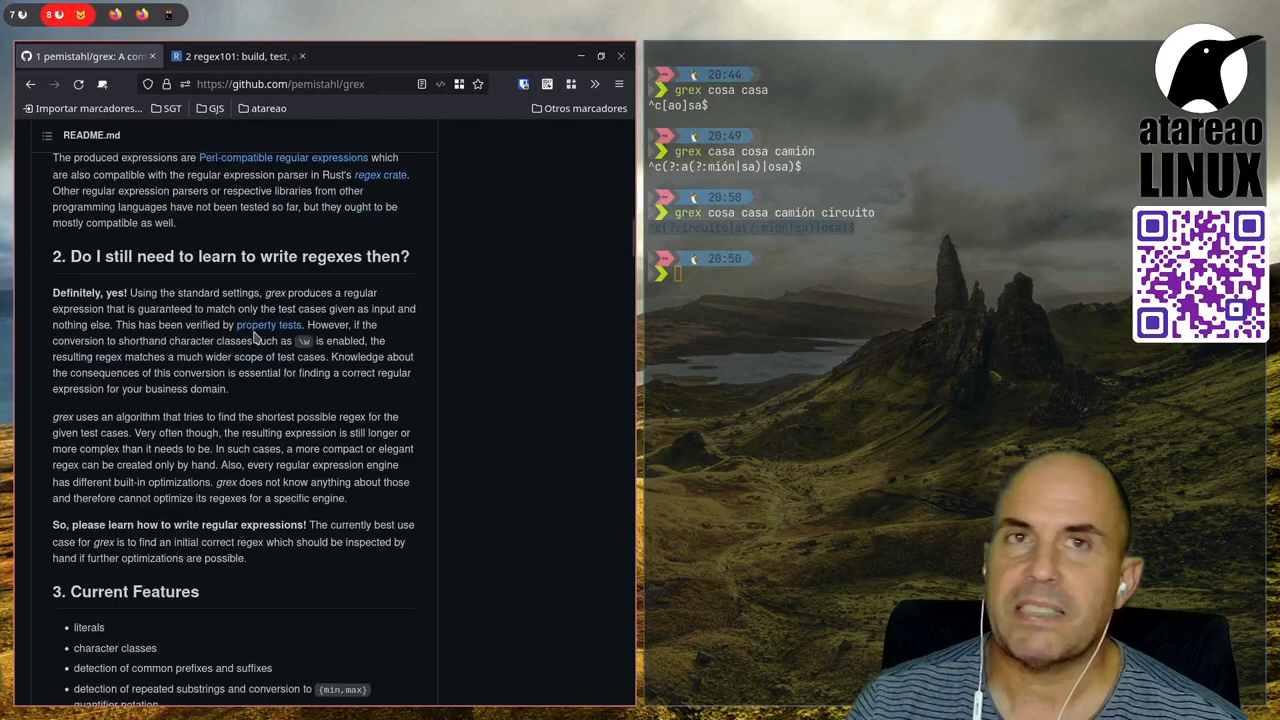 7
8
1 pemistahl/grex: A con
2 regex101: build, test, a
https://github.com/pemistahl/grex
Importar marcadores...
SGT
GJS
atareao
Otros marcadores
README.md
The produced expressions are Perl-compatible regular expressions which
are also compatible with the regular expression parser in Rust's regex crate.
Other regular expression parsers or respective libraries from other
programming languages have not been tested so far, but they ought to be
mostly compatible as well.
2. Do I still need to learn to write regexes then?
Definitely, yes! Using the standard settings, grex produces a regular
expression that is guaranteed to match only the test cases given as input and
nothing else. This has been verified by property tests. However, if the
conversion to shorthand character classes such as \w is enabled, the
resulting regex matches a much wider scope of test cases. Knowledge about
the consequences of this conversion is essential for finding a correct regular
expression for your business domain.
grex uses an algorithm that tries to find the shortest possible regex for the
given test cases. Very often though, the resulting expression is still longer or
more complex than it needs to be. In such cases, a more compact or elegant
regex can be created only by hand. Also, every regular expression engine
has different built-in optimizations. grex does not know anything about those
and therefore cannot optimize its regexes for a specific engine.
So, please learn how to write regular expressions! The currently best use
case for grex is to find an initial correct regex which should be inspected by
hand if further optimizations are possible.
3. Current Features
• literals
• character classes
• detection of common prefixes and suffixes
• detection of repeated substrings and conversion to {min,max}
quantifier notation
~ 20:44
grex cosa casa
^c[ao]sa$
~ 20:49
grex casa cosa camión
^c(?:a(?:mión|sa)|osa)$
~ 20:50
grex cosa casa camión circuito
^c(?:ircuito|a(?:mión|sa)|osa)$
~ 20:50
atareao
LINUX